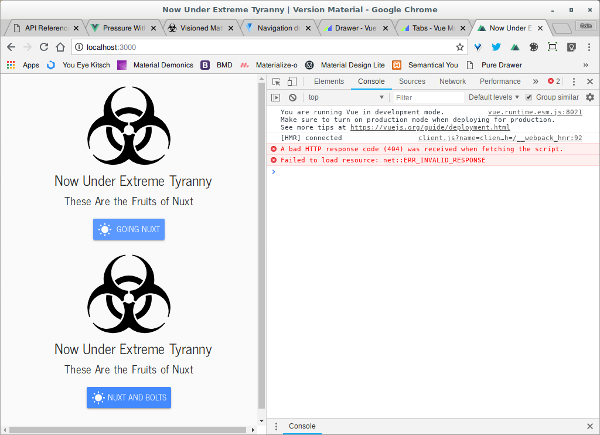 Now Under Extreme Tyranny | Version Material - Google Chrome
API Referenc
Pressure Wit
Visioned Mat
Navigation d
Drawer - Vue
Tabs - Vue M
Now Under E
localhost:3000
Apps
You Eye Kitsch
Material Demonics
BMD
Materialize-o
Material Design Lite
Semantical You
Pure Drawer
»
Elements
Console
Sources
Network
Performance
»
2
top
Filter
Default levels
Group similar
You are running Vue in development mode.
vue.runtime.esm.js:8021
Make sure to turn on production mode when deploying for production.
See more tips at https://vuejs.org/guide/deployment.html
[HMR] connected
client.js?name=clien…h=/__webpack_hmr:92
A bad HTTP response code (404) was received when fetching the script.
Failed to load resource: net::ERR_INVALID_RESPONSE
Now Under Extreme Tyranny
These Are the Fruits of Nuxt
GOING NUXT
Now Under Extreme Tyranny
These Are the Fruits of Nuxt
NUXT AND BOLTS
Console